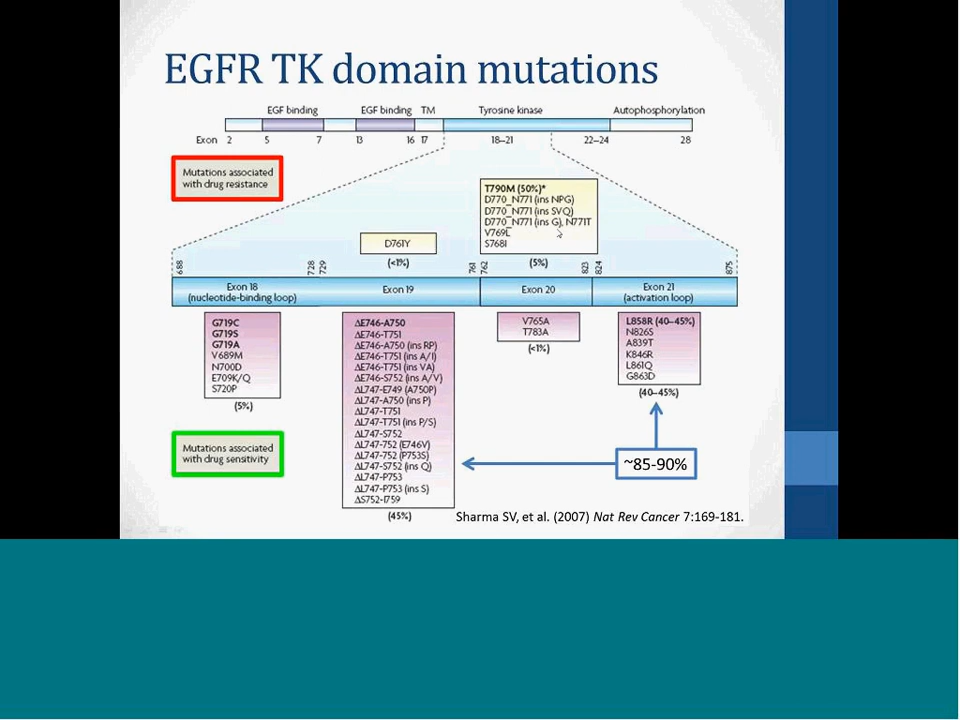 EGFR TK domain mutations
EGF binding EGF binding TM Tyrosine kinase Autophosphorylation
Exon 2 5 7 13 16 17 18–21 22–24 28
Mutations associated
with drug resistance
T790M (50%)*
D770_N771 (ins NPG)
D770_N771 (ins SVQ)
D770_N771 (ins G), N771T
V769L
S768I
D761Y
(<1%)
(5%)
688 728 729 761 762 823 824 875
Exon 18
(nucleotide-binding loop)
Exon 19
Exon 20
Exon 21
(activation loop)
G719C
G719S
G719A
V689M
N700D
E709K/Q
S720P
(5%)
ΔE746-A750
ΔE746-T751
ΔE746-A750 (ins RP)
ΔE746-T751 (ins A/I)
ΔE746-T751 (ins VA)
ΔE746-S752 (ins A/V)
ΔL747-E749 (A750P)
ΔL747-A750 (ins P)
ΔL747-T751
ΔL747-T751 (ins P/S)
ΔL747-S752
ΔL747-752 (E746V)
ΔL747-752 (P753S)
ΔL747-S752 (ins Q)
ΔL747-P753
ΔL747-P753 (ins S)
ΔS752-I759
(45%)
V765A
T783A
(<1%)
L858R (40–45%)
N826S
A839T
K846R
L861Q
G863D
(40–45%)
Mutations associated
with drug sensitivity
~85-90%
Sharma SV, et al. (2007) Nat Rev Cancer 7:169-181.